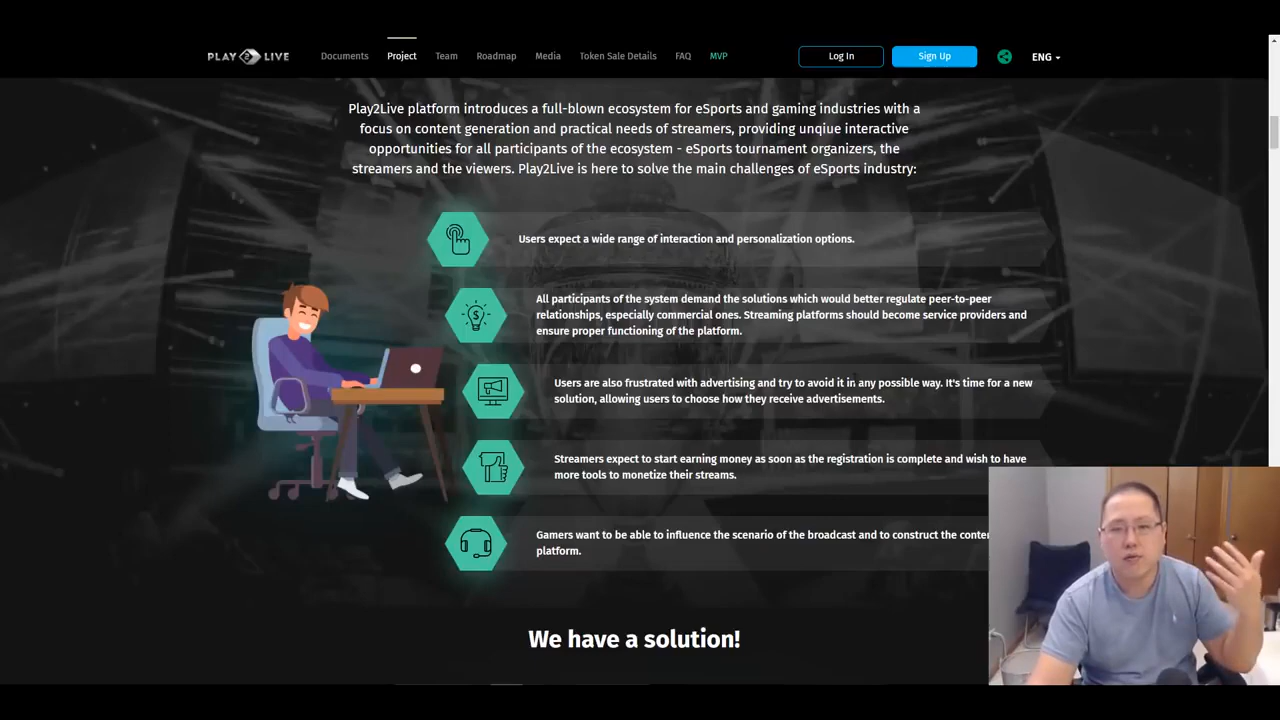 PLAY 2 LIVE
Documents
Project
Team
Roadmap
Media
Token Sale Details
FAQ
MVP
Log In
Sign Up
ENG
Play2Live platform introduces a full-blown ecosystem for eSports and gaming industries with a
focus on content generation and practical needs of streamers, providing unqiue interactive
opportunities for all participants of the ecosystem - eSports tournament organizers, the
streamers and the viewers. Play2Live is here to solve the main challenges of eSports industry:
Users expect a wide range of interaction and personalization options.
All participants of the system demand the solutions which would better regulate peer-to-peer
relationships, especially commercial ones. Streaming platforms should become service providers and
ensure proper functioning of the platform.
Users are also frustrated with advertising and try to avoid it in any possible way. It's time for a new
solution, allowing users to choose how they receive advertisements.
Streamers expect to start earning money as soon as the registration is complete and wish to have
more tools to monetize their streams.
Gamers want to be able to influence the scenario of the broadcast and to construct the
platform.
We have a solution!